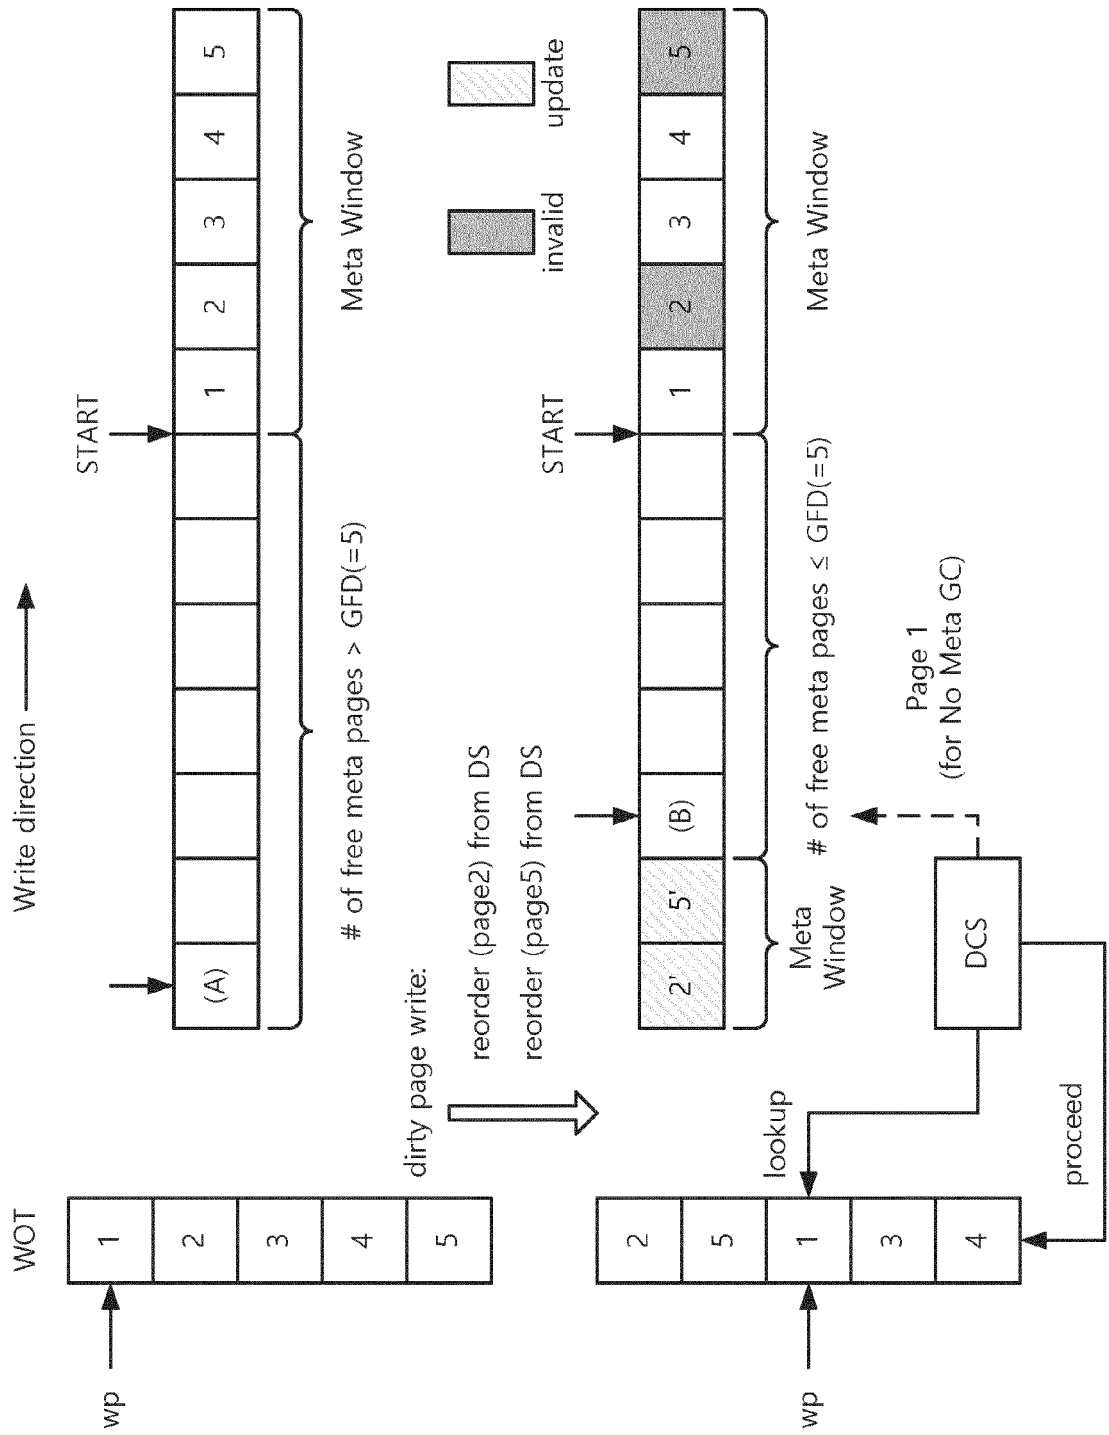 WOT
Write direction
wp
1
2
3
4
5
START
(A) 1 2 3 4 5
# of free meta pages > GFD(=5)
Meta Window
dirty page write:
reorder (page2) from DS
reorder (page5) from DS
invalid
update
wp
2
5
1
3
4
lookup
proceed
START
2' 5' (B) 1 2 3 4 5
Meta
Window
# of free meta pages ≤ GFD(=5)
Meta Window
DCS
Page 1
(for No Meta GC)